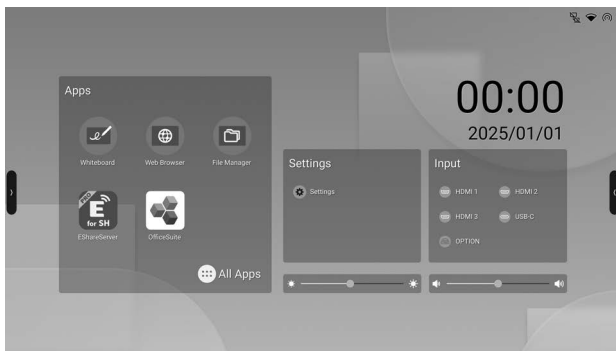 00:00
2025/01/01
Apps
Whiteboard
Web Browser
File Manager
PRO
E
for SH
EShareServer
OfficeSuite
All Apps
Settings
Settings
Input
HDMI 1
HDMI 2
HDMI 3
USB-C
OPTION